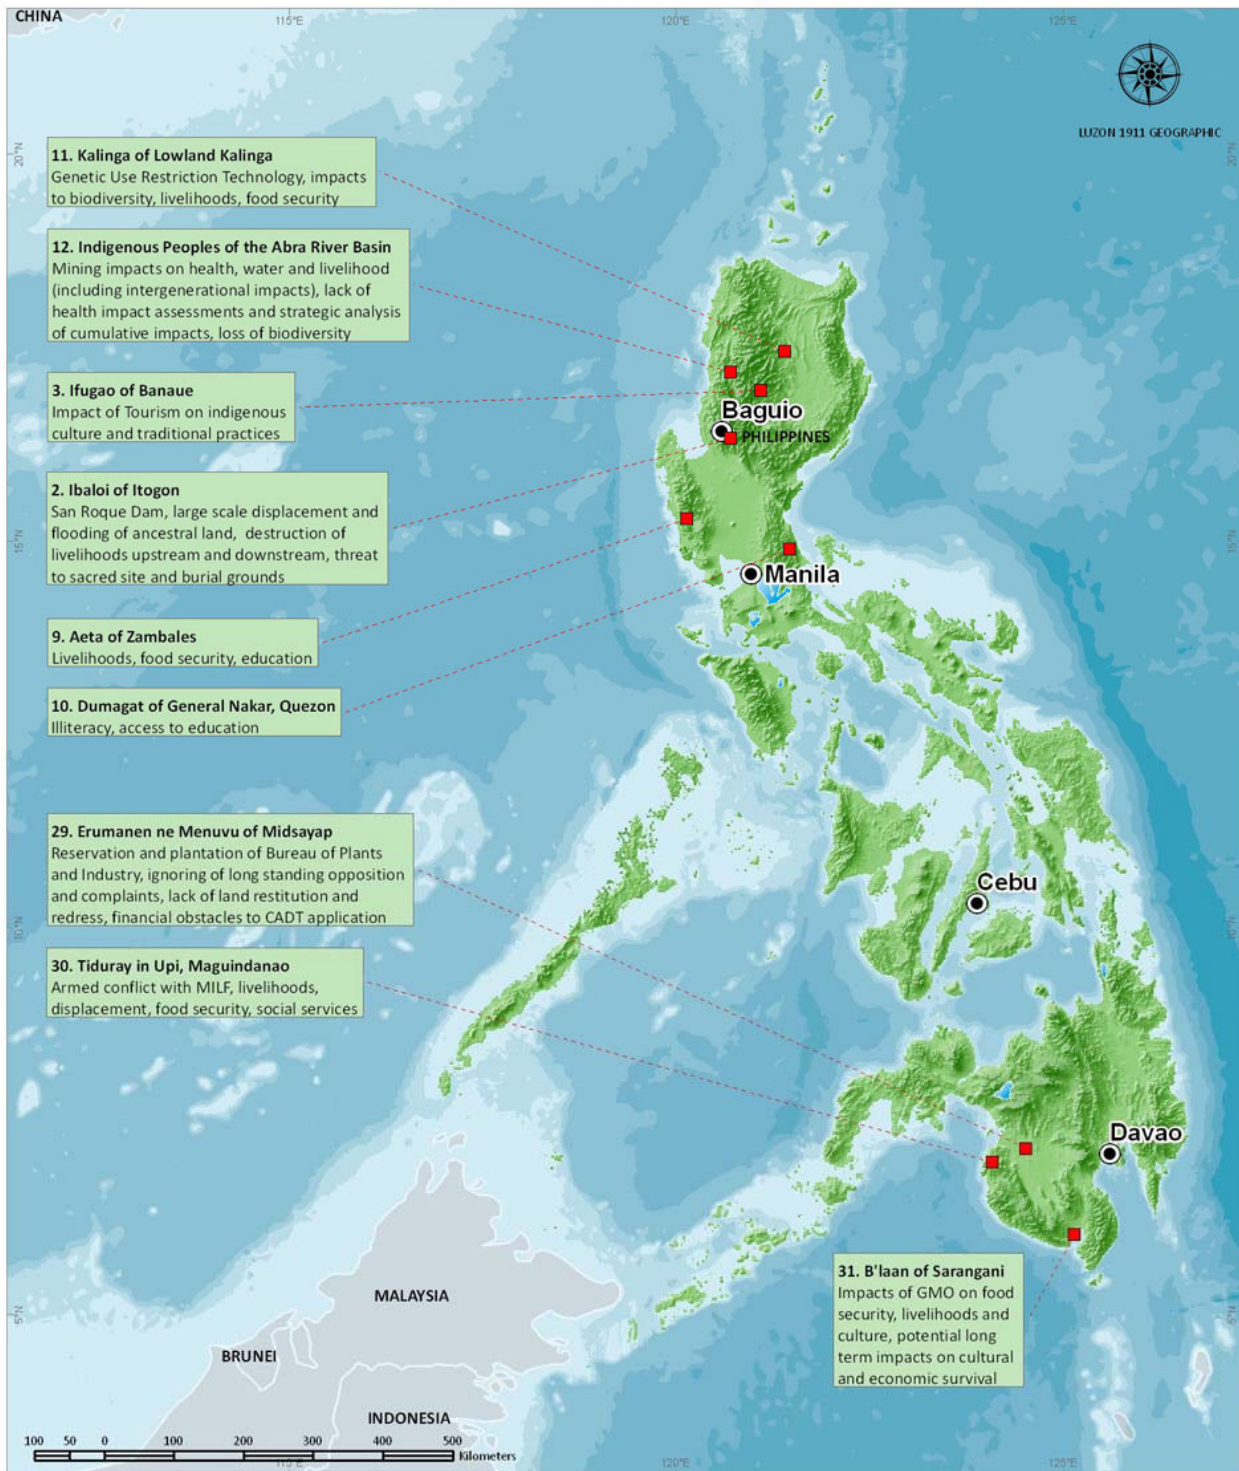 CHINA
115°E
120°E
125°E
LUZON 1911 GEOGRAPHIC
20°N
20°N
11. Kalinga of Lowland Kalinga
Genetic Use Restriction Technology, impacts
to biodiversity, livelihoods, food security
12. Indigenous Peoples of the Abra River Basin
Mining impacts on health, water and livelihood
(including intergenerational impacts), lack of
health impact assessments and strategic analysis
of cumulative impacts, loss of biodiversity
3. Ifugao of Banaue
Impact of Tourism on indigenous
culture and traditional practices
Baguio
PHILIPPINES
2. Ibaloi of Itogon
San Roque Dam, large scale displacement and
flooding of ancestral land, destruction of
livelihoods upstream and downstream, threat
to sacred site and burial grounds
15°N
15°N
Manila
9. Aeta of Zambales
Livelihoods, food security, education
10. Dumagat of General Nakar, Quezon
Illiteracy, access to education
29. Erumanen ne Menuvu of Midsayap
Reservation and plantation of Bureau of Plants
and Industry, ignoring of long standing opposition
and complaints, lack of land restitution and
redress, financial obstacles to CADT application
Cebu
10°N
10°N
30. Tiduray in Upi, Maguindanao
Armed conflict with MILF, livelihoods,
displacement, food security, social services
Davao
31. B'laan of Sarangani
Impacts of GMO on food
security, livelihoods and
culture, potential long
term impacts on cultural
and economic survival
MALAYSIA
5°N
5°N
BRUNEI
INDONESIA
100 50 0 100 200 300 400 500
Kilometers
115°E
120°E
125°E